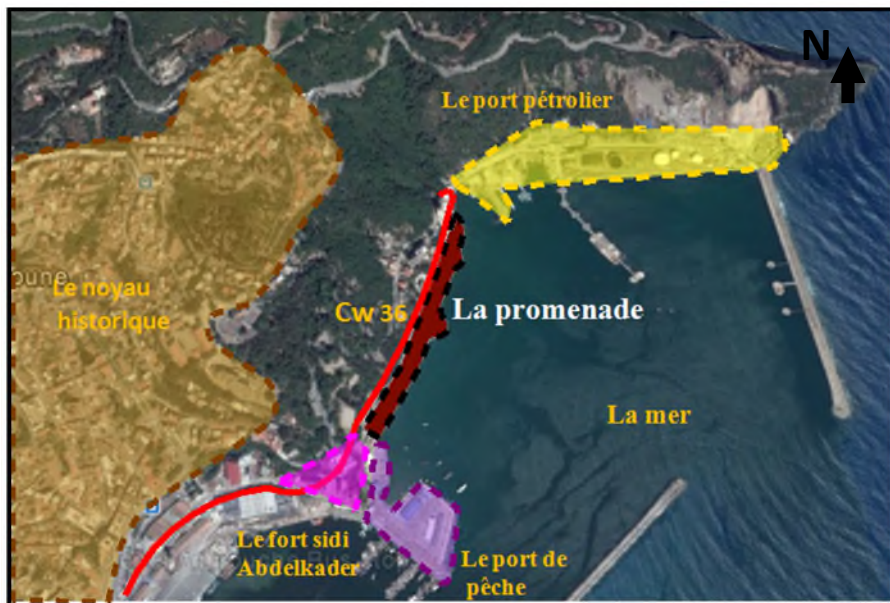 N
Le port pétrolier
Le noyau
historique
Cw 36
La promenade
La mer
Le fort sidi
Abdelkader
Le port de
pêche